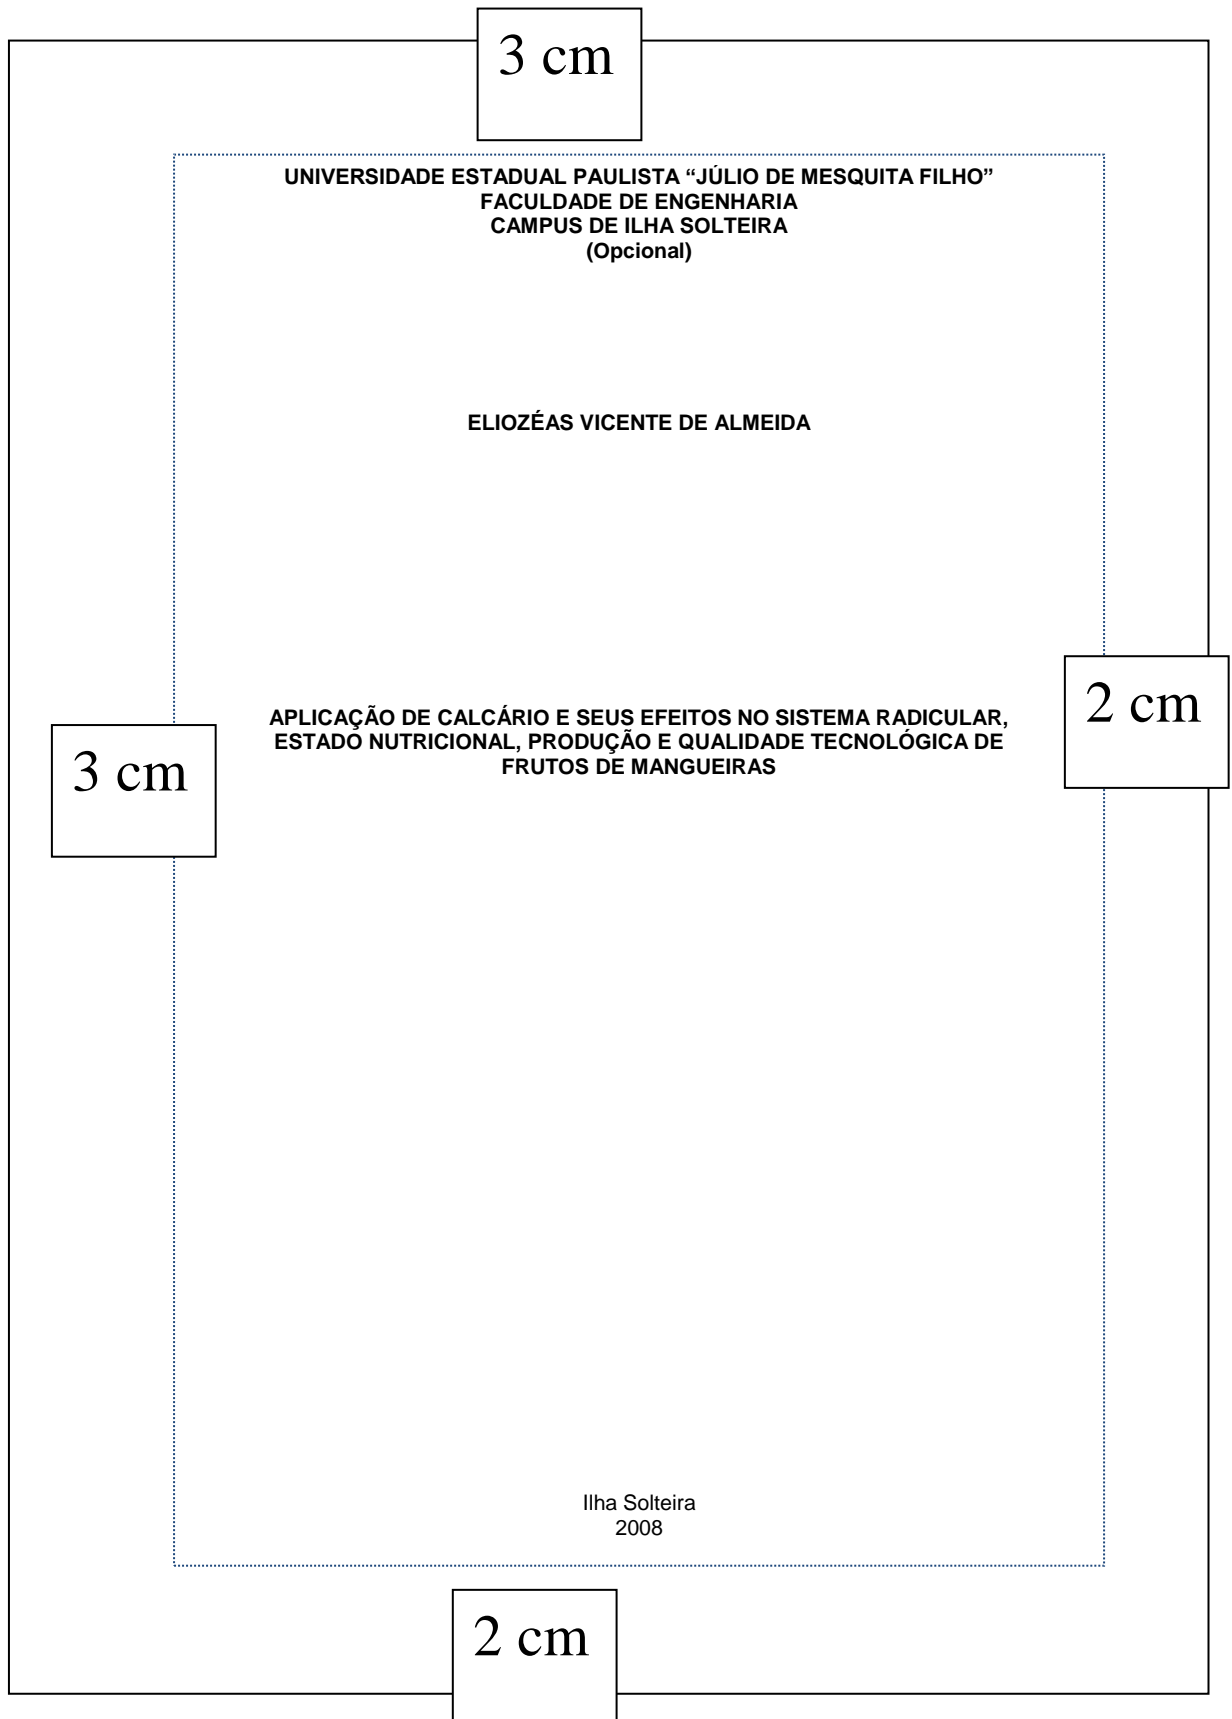 3 cm
UNIVERSIDADE ESTADUAL PAULISTA “JÚLIO DE MESQUITA FILHO”
FACULDADE DE ENGENHARIA
CAMPUS DE ILHA SOLTEIRA
(Opcional)
ELIOZÉAS VICENTE DE ALMEIDA
2 cm
APLICAÇÃO DE CALCÁRIO E SEUS EFEITOS NO SISTEMA RADICULAR,
ESTADO NUTRICIONAL, PRODUÇÃO E QUALIDADE TECNOLÓGICA DE
FRUTOS DE MANGUEIRAS
3 cm
Ilha Solteira
2008
2 cm